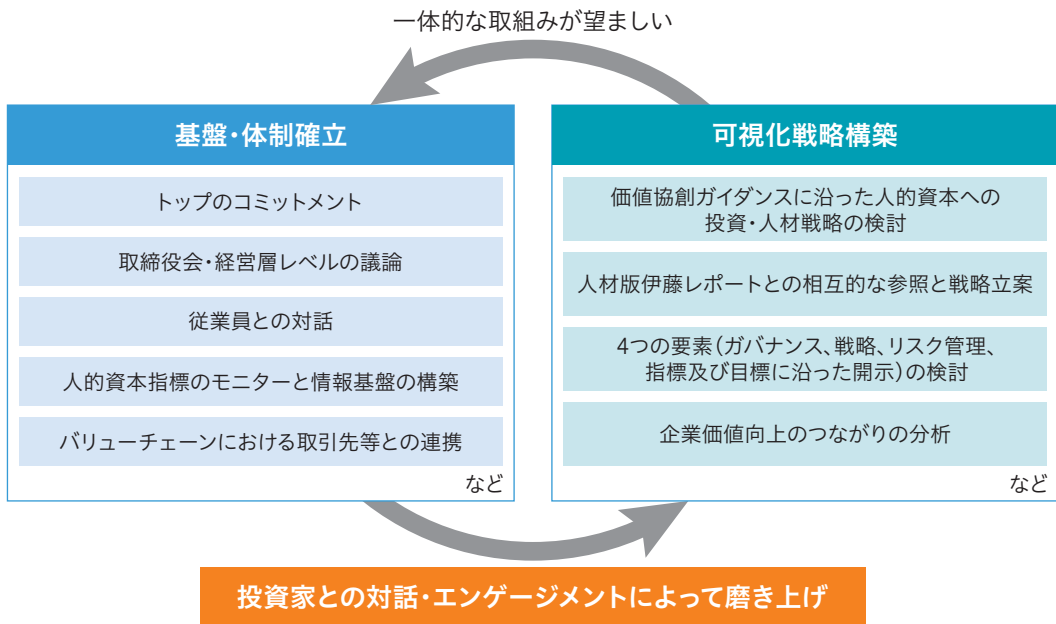 一体的な取組みが望ましい
基盤・体制確立
トップのコミットメント
取締役会・経営層レベルの議論
従業員との対話
人的資本指標のモニターと情報基盤の構築
バリューチェーンにおける取引先等との連携
など
可視化戦略構築
価値協創ガイダンスに沿った人的資本への
投資・人材戦略の検討
人材版伊藤レポートとの相互的な参照と戦略立案
4つの要素（ガバナンス、戦略、リスク管理、
指標及び目標に沿った開示）の検討
企業価値向上のつながりの分析
など
投資家との対話・エンゲージメントによって磨き上げ